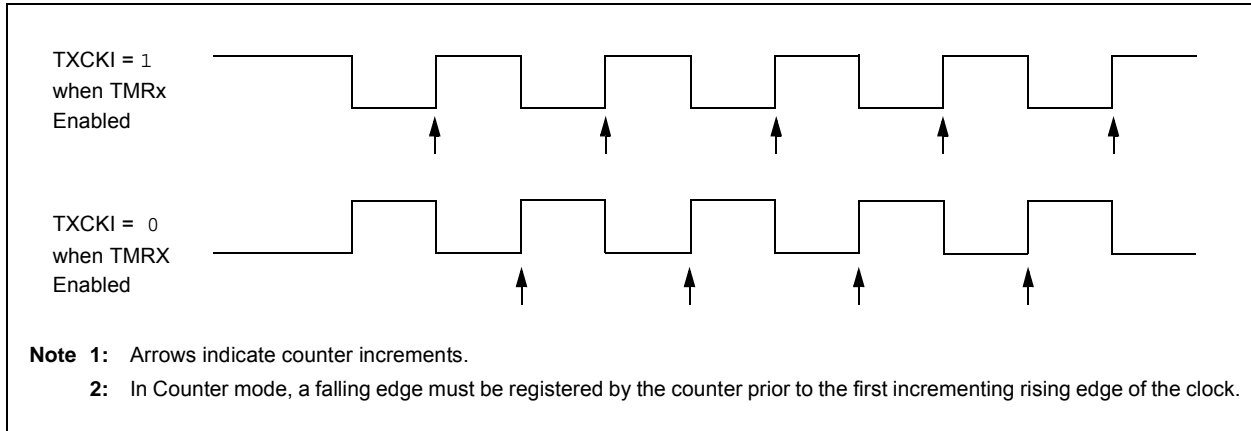 TXCKI = 1
when TMRx
Enabled
TXCKI = 0
when TMRX
Enabled
Note 1: Arrows indicate counter increments.
2: In Counter mode, a falling edge must be registered by the counter prior to the first incrementing rising edge of the clock.